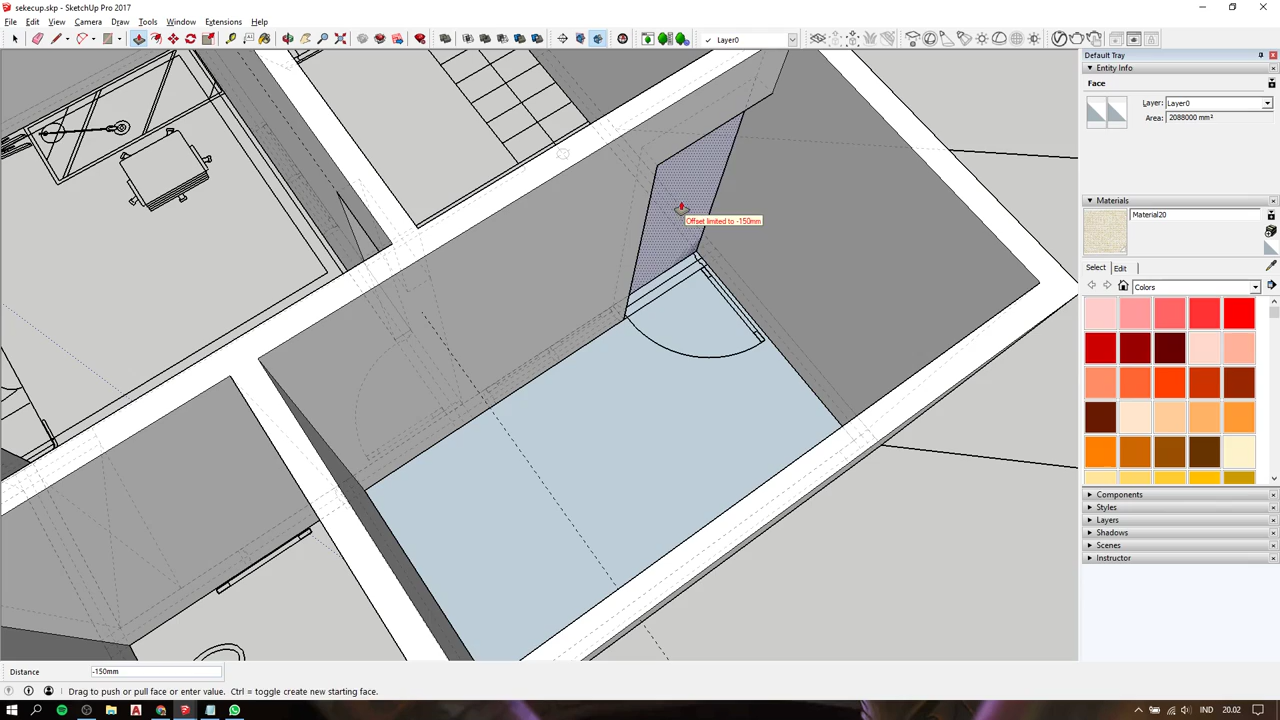 sekecup.skp - SketchUp Pro 2017
File Edit View Camera Draw Tools Window Extensions Help
Layer0
Default Tray
Entity Info
Face
Layer: Layer0
Area: 2088000 mm²
Materials
Material20
Offset limited to -150mm
Select Edit
Colors
Components
Styles
Layers
Shadows
Scenes
Instructor
Distance -150mm
Drag to push or pull face or enter value. Ctrl = toggle create new starting face.
IND 20.02